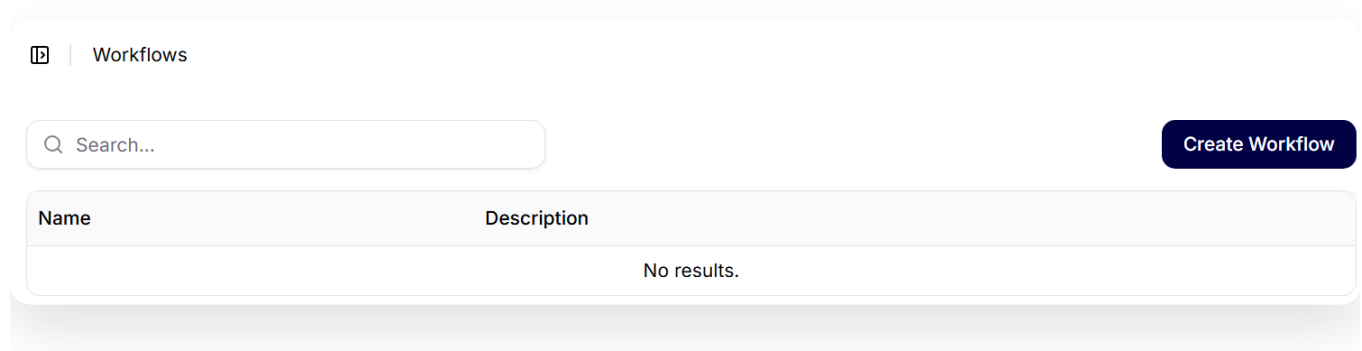 Workflows
Search...
Create Workflow
Name Description
No results.